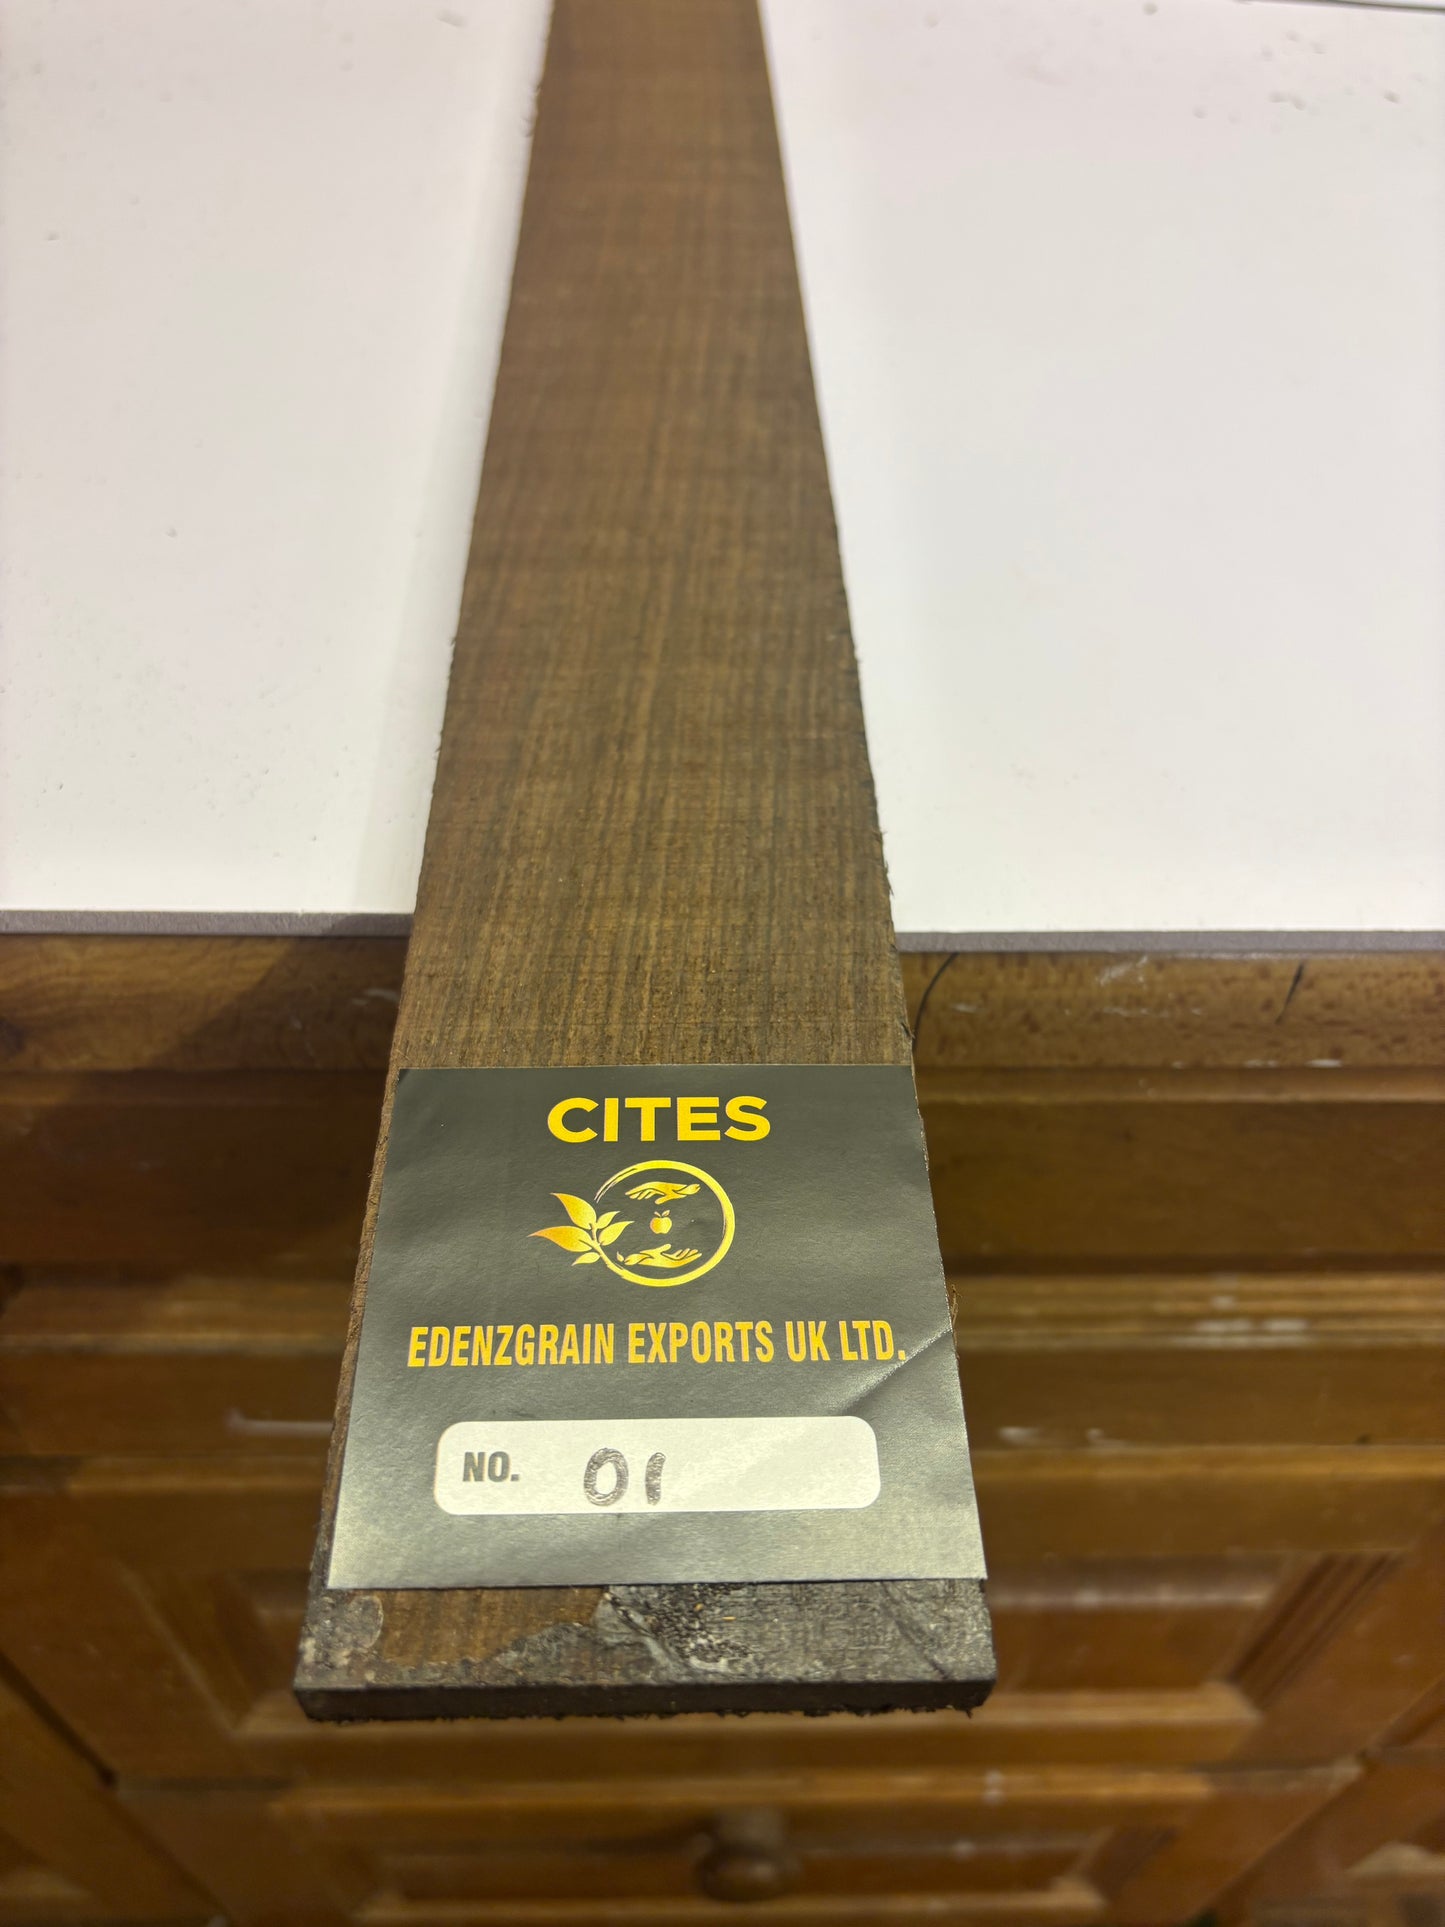 CITES
EDENZGRAIN EXPORTS UK LTD.
NO. 01